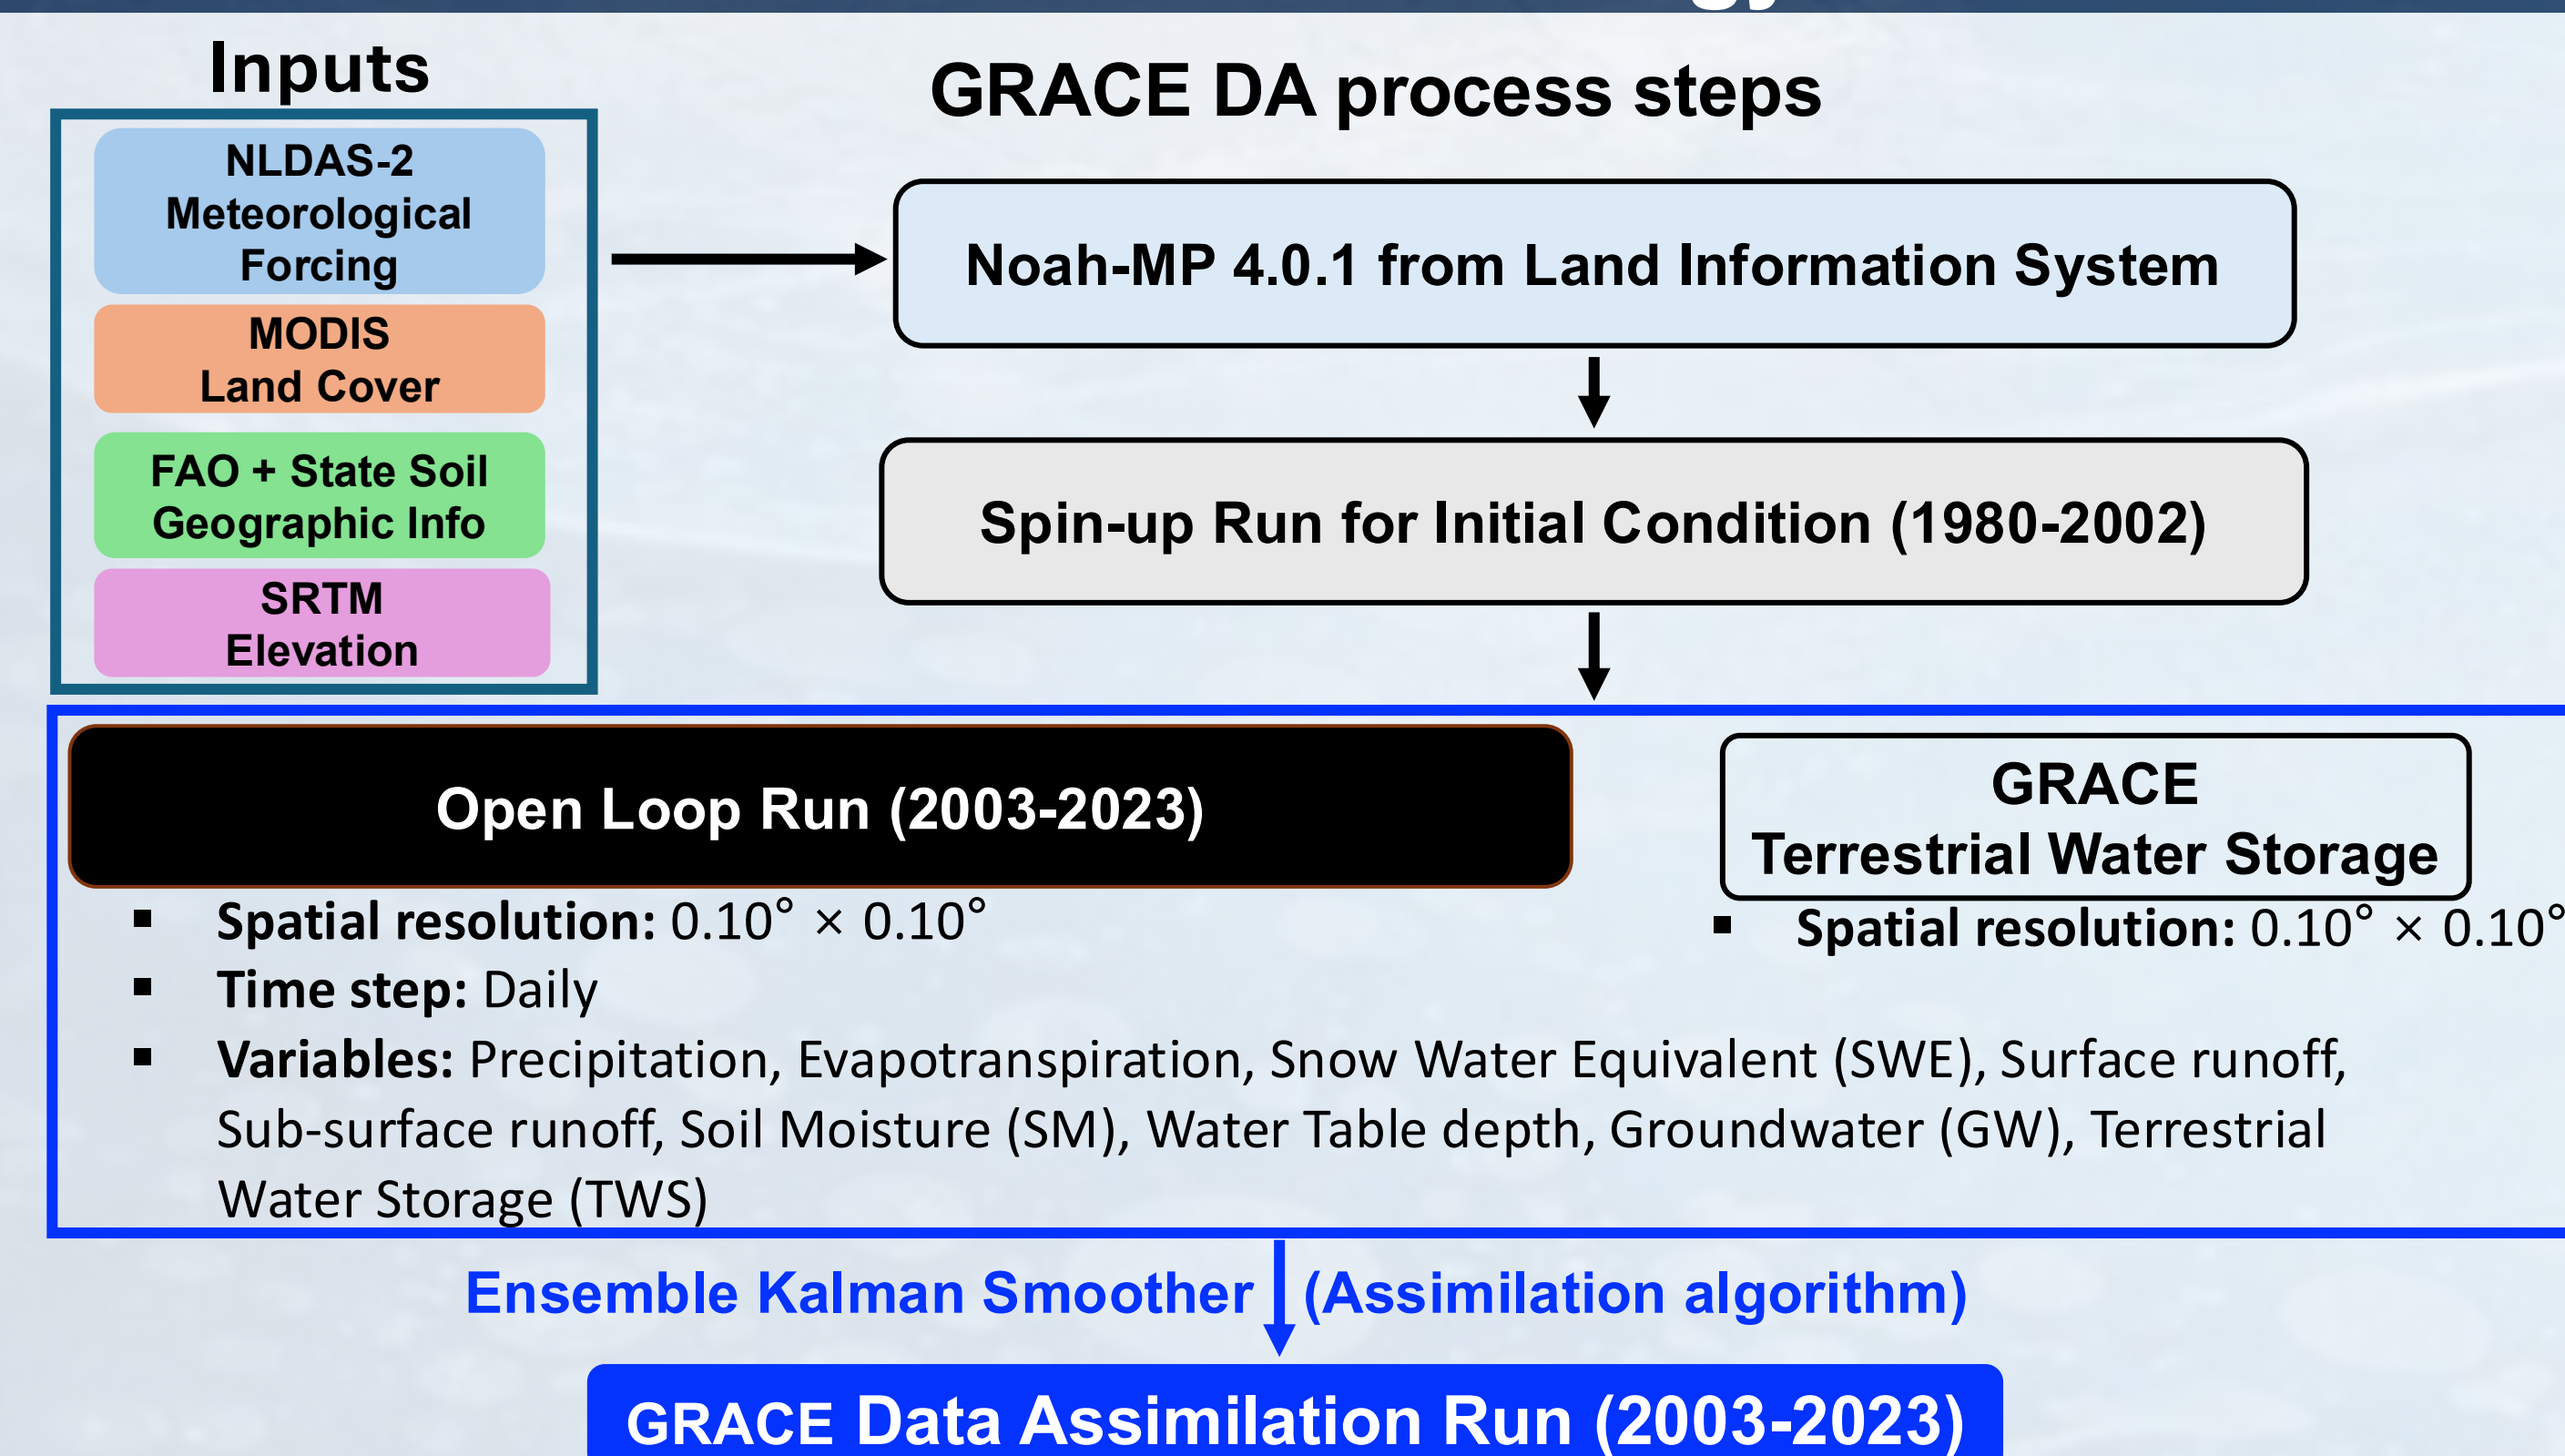 Inputs
GRACE DA process steps
NLDAS-2
Meteorological
Forcing
MODIS
Land Cover
FAO + State Soil
Geographic Info
SRTM
Elevation
Noah-MP 4.0.1 from Land Information System
Spin-up Run for Initial Condition (1980-2002)
Open Loop Run (2003-2023)
▪ Spatial resolution: 0.10° × 0.10°
▪ Time step: Daily
▪ Variables: Precipitation, Evapotranspiration, Snow Water Equivalent (SWE), Surface runoff,
Sub-surface runoff, Soil Moisture (SM), Water Table depth, Groundwater (GW), Terrestrial
Water Storage (TWS)
GRACE
Terrestrial Water Storage
▪ Spatial resolution: 0.10° × 0.10°
Ensemble Kalman Smoother (Assimilation algorithm)
GRACE Data Assimilation Run (2003-2023)